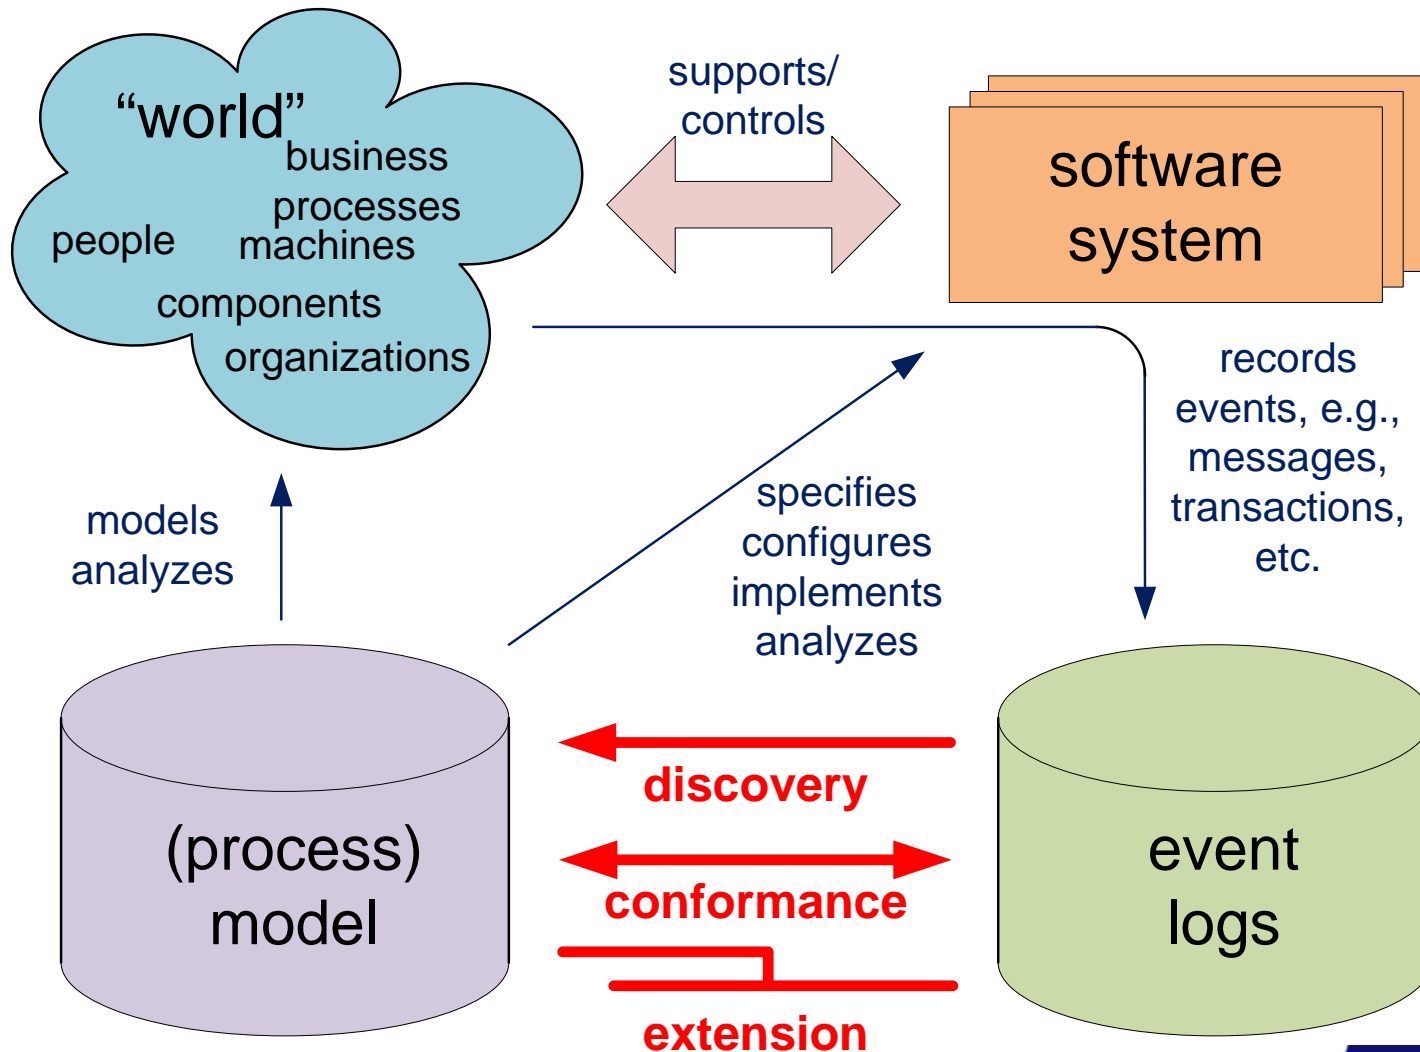 “world”
business
processes
people
machines
components
organizations
supports/
controls
software
system
records
events, e.g.,
messages,
transactions,
etc.
models
analyzes
specifies
configures
implements
analyzes
discovery
(process)
model
conformance
event
logs
extension